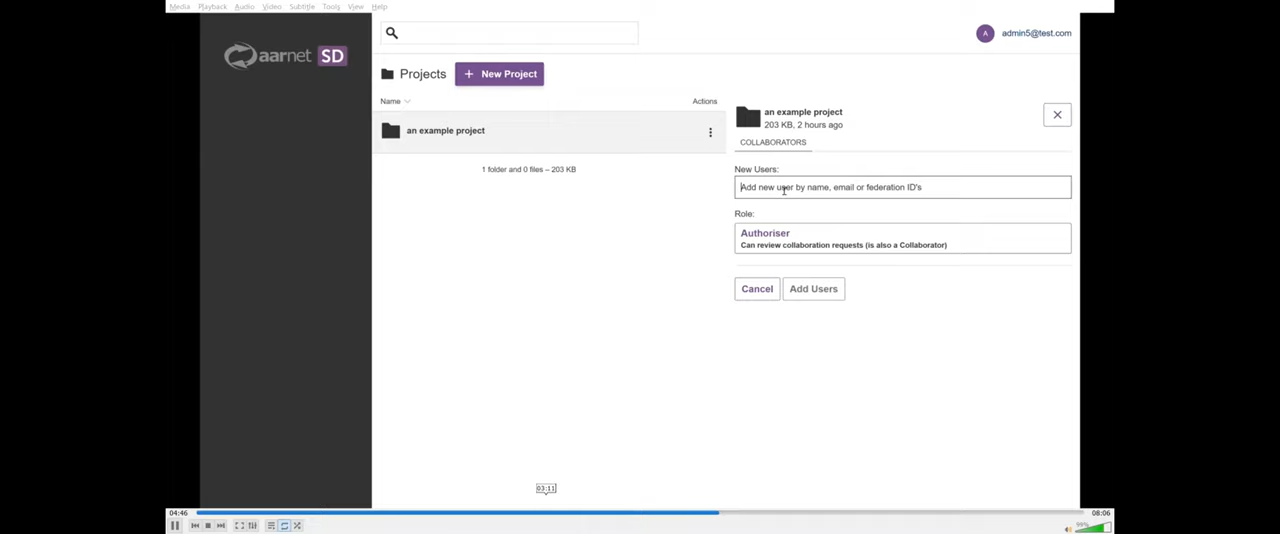 Media Playback Audio Video Subtitle Tools View Help
aarnet SD
A admin5@test.com
Projects + New Project
Name Actions
an example project
1 folder and 0 files – 203 KB
an example project
203 KB, 2 hours ago
COLLABORATORS
New Users:
Add new user by name, email or federation ID's
Role:
Authoriser
Can review collaboration requests (is also a Collaborator)
Cancel Add Users
03:11
04:46 08:06
99%